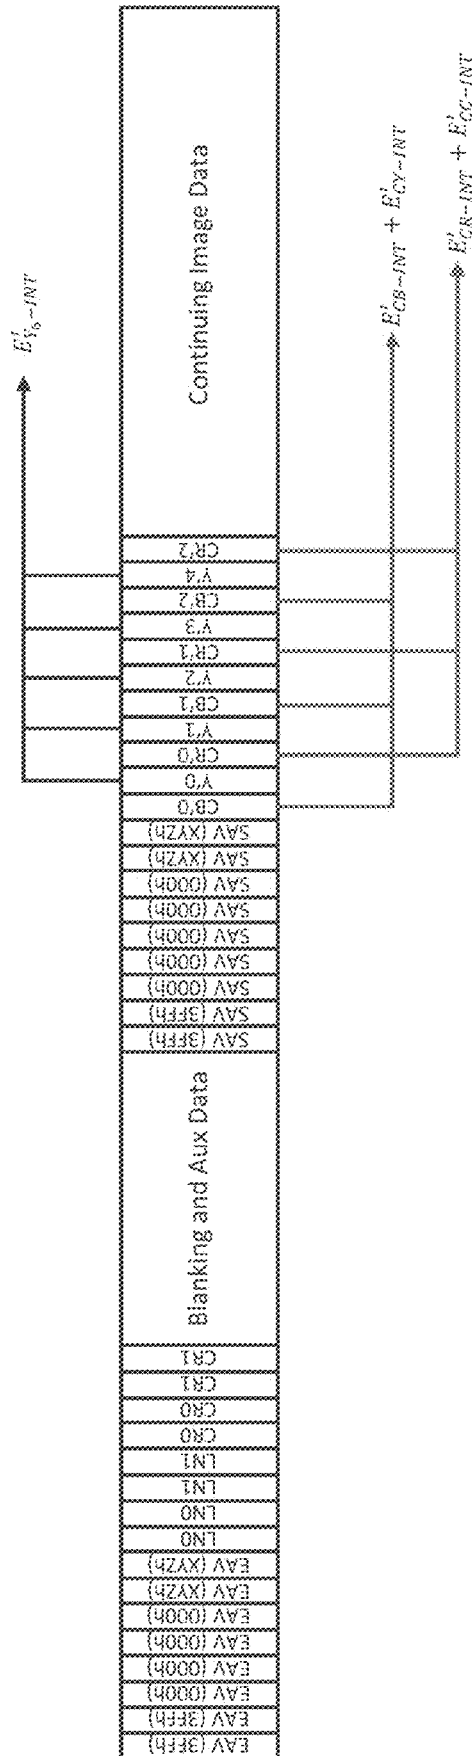 E'Y6−INT
EAV (3FFh)
EAV (3FFh)
EAV (000h)
EAV (000h)
EAV (000h)
EAV (000h)
EAV (XYZh)
EAV (XYZh)
LN0
LN0
LN1
LN1
CR0
CR0
CR1
CR1
Blanking and Aux Data
SAV (3FFh)
SAV (3FFh)
SAV (000h)
SAV (000h)
SAV (000h)
SAV (000h)
SAV (000h)
SAV (XYZh)
SAV (XYZh)
CB'0
Y'0
CR'0
Y'1
CB'1
Y'2
CR'1
Y'3
CB'2
Y'4
CR'2
Continuing Image Data
E'CB−INT + E'CY−INT
E'CR−INT + E'CC−INT